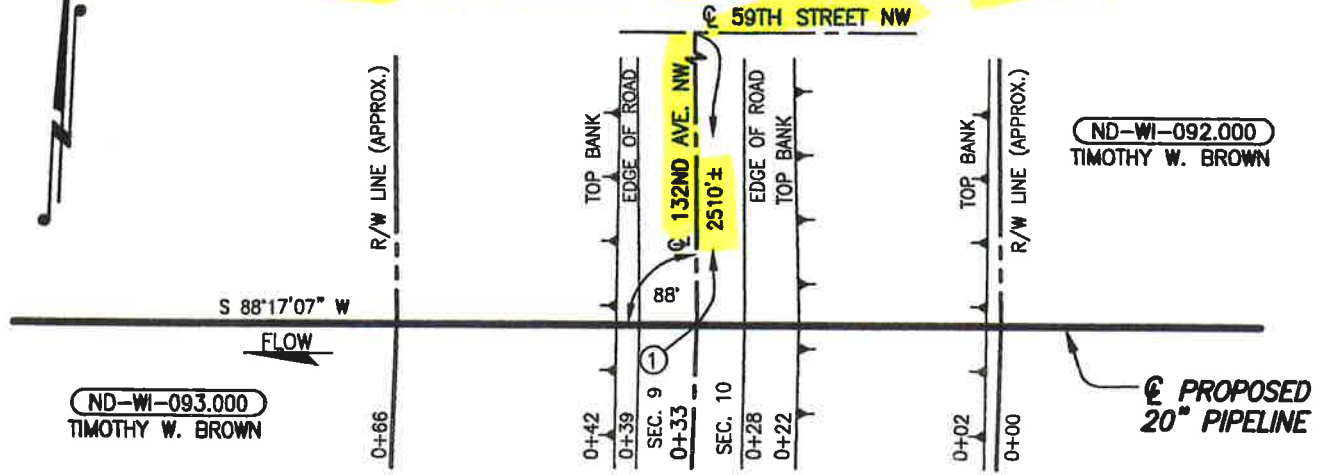 ℄ 59TH STREET NW
R/W LINE (APPROX.)
TOP BANK
EDGE OF ROAD
℄ 132ND AVE. NW
2510'±
EDGE OF ROAD
TOP BANK
TOP BANK
R/W LINE (APPROX.)
ND-WI-092.000
TIMOTHY W. BROWN
S 88°17'07" W
FLOW
88'
1
ND-WI-093.000
TIMOTHY W. BROWN
0+66
0+42
0+39
SEC. 9
0+33
SEC. 10
0+28
0+22
0+02
0+00
℄ PROPOSED
20" PIPELINE